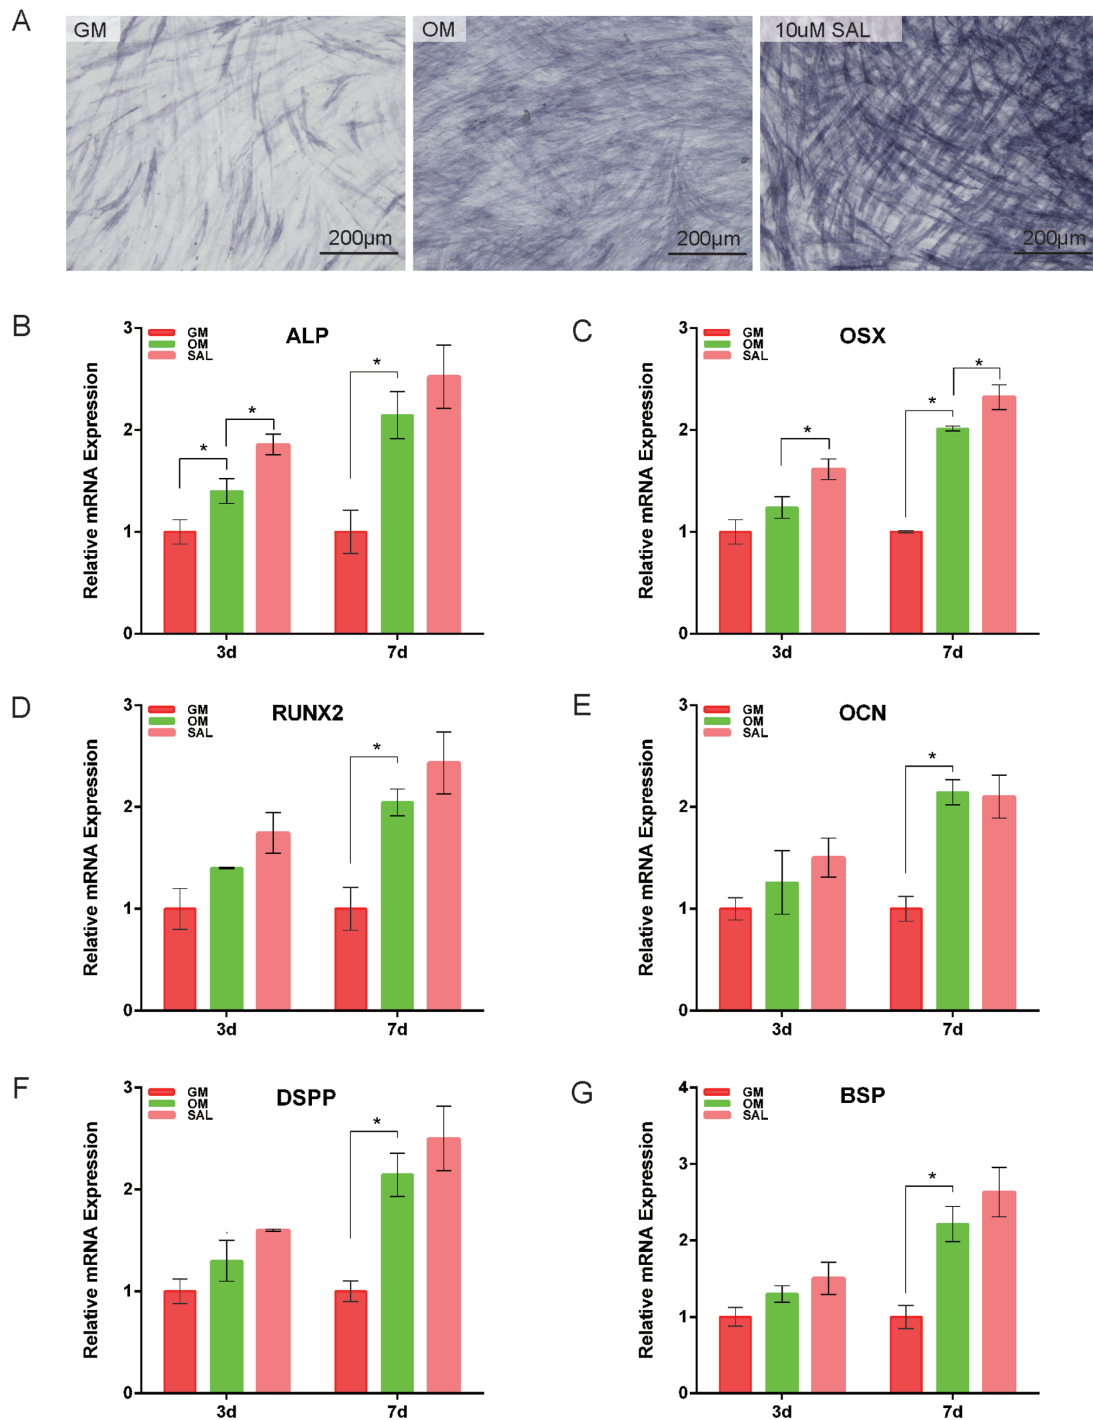 A
GM
OM
10uM SAL
200μm
200μm
200μm
B
ALP
GM
OM
SAL
*
*
*
Relative mRNA Expression
3
2
1
0
3d
7d
C
OSX
GM
OM
SAL
*
*
*
Relative mRNA Expression
3
2
1
0
3d
7d
D
RUNX2
GM
OM
SAL
*
Relative mRNA Expression
3
2
1
0
3d
7d
E
OCN
GM
OM
SAL
*
Relative mRNA Expression
3
2
1
0
3d
7d
F
DSPP
GM
OM
SAL
*
Relative mRNA Expression
3
2
1
0
3d
7d
G
BSP
GM
OM
SAL
*
Relative mRNA Expression
4
3
2
1
0
3d
7d